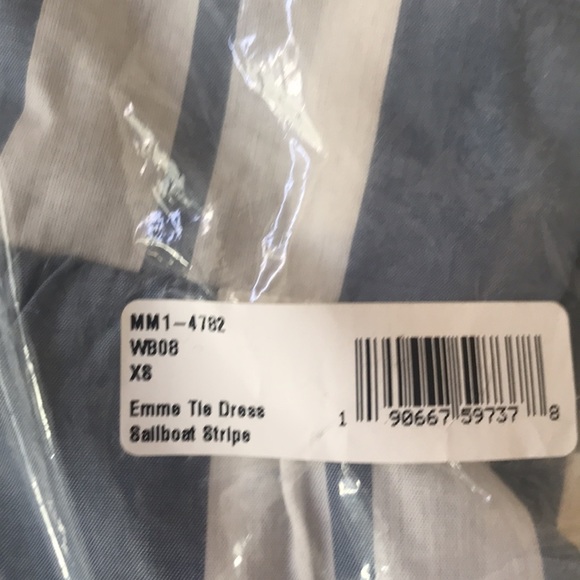 MM1-4782
WB08
XS
Emme Tie Dress
Sailboat Stripe
1 90667 59737 8